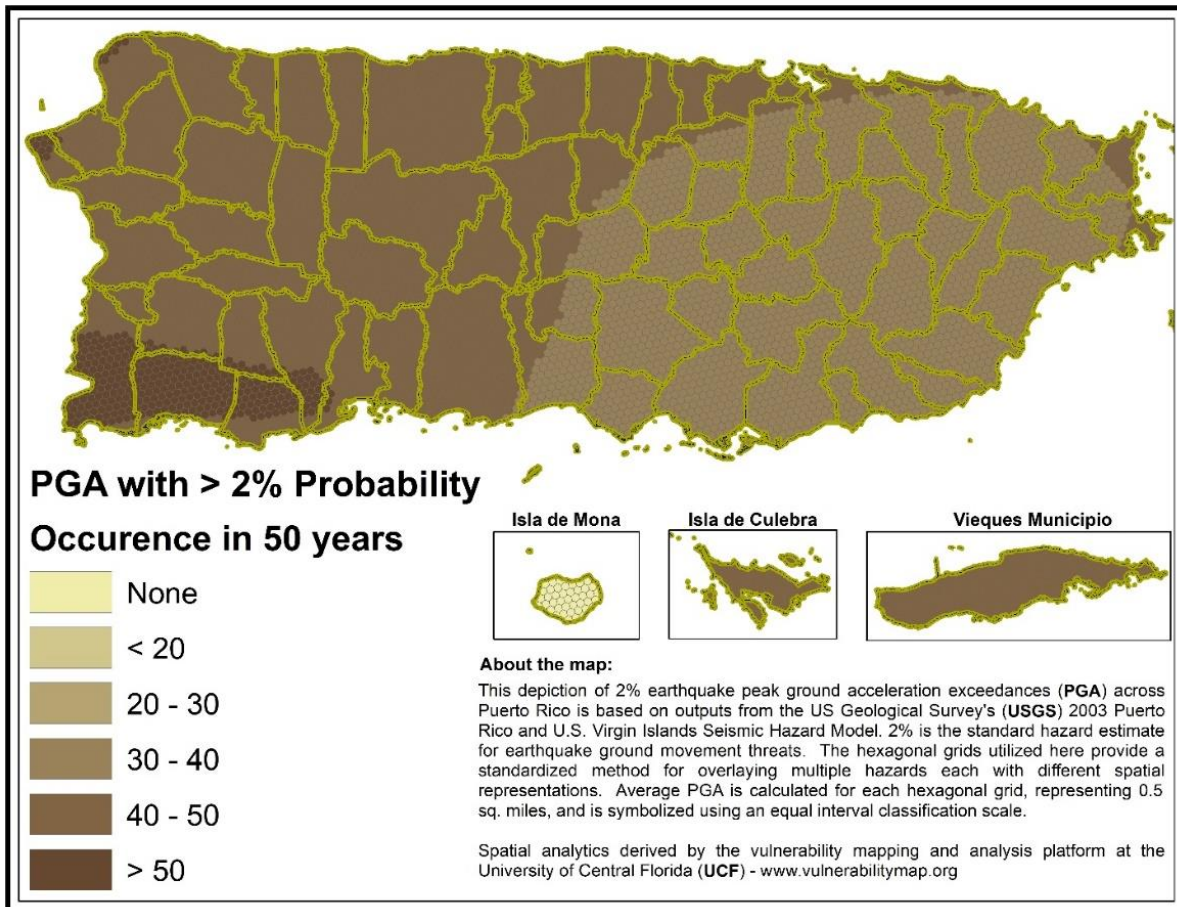 PGA with > 2% Probability
Occurence in 50 years
None
< 20
20 - 30
30 - 40
40 - 50
> 50
Isla de Mona
Isla de Culebra
Vieques Municipio
About the map:
This depiction of 2% earthquake peak ground acceleration exceedances (PGA) across
Puerto Rico is based on outputs from the US Geological Survey's (USGS) 2003 Puerto
Rico and U.S. Virgin Islands Seismic Hazard Model. 2% is the standard hazard estimate
for earthquake ground movement threats. The hexagonal grids utilized here provide a
standardized method for overlaying multiple hazards each with different spatial
representations. Average PGA is calculated for each hexagonal grid, representing 0.5
sq. miles, and is symbolized using an equal interval classification scale.
Spatial analytics derived by the vulnerability mapping and analysis platform at the
University of Central Florida (UCF) - www.vulnerabilitymap.org